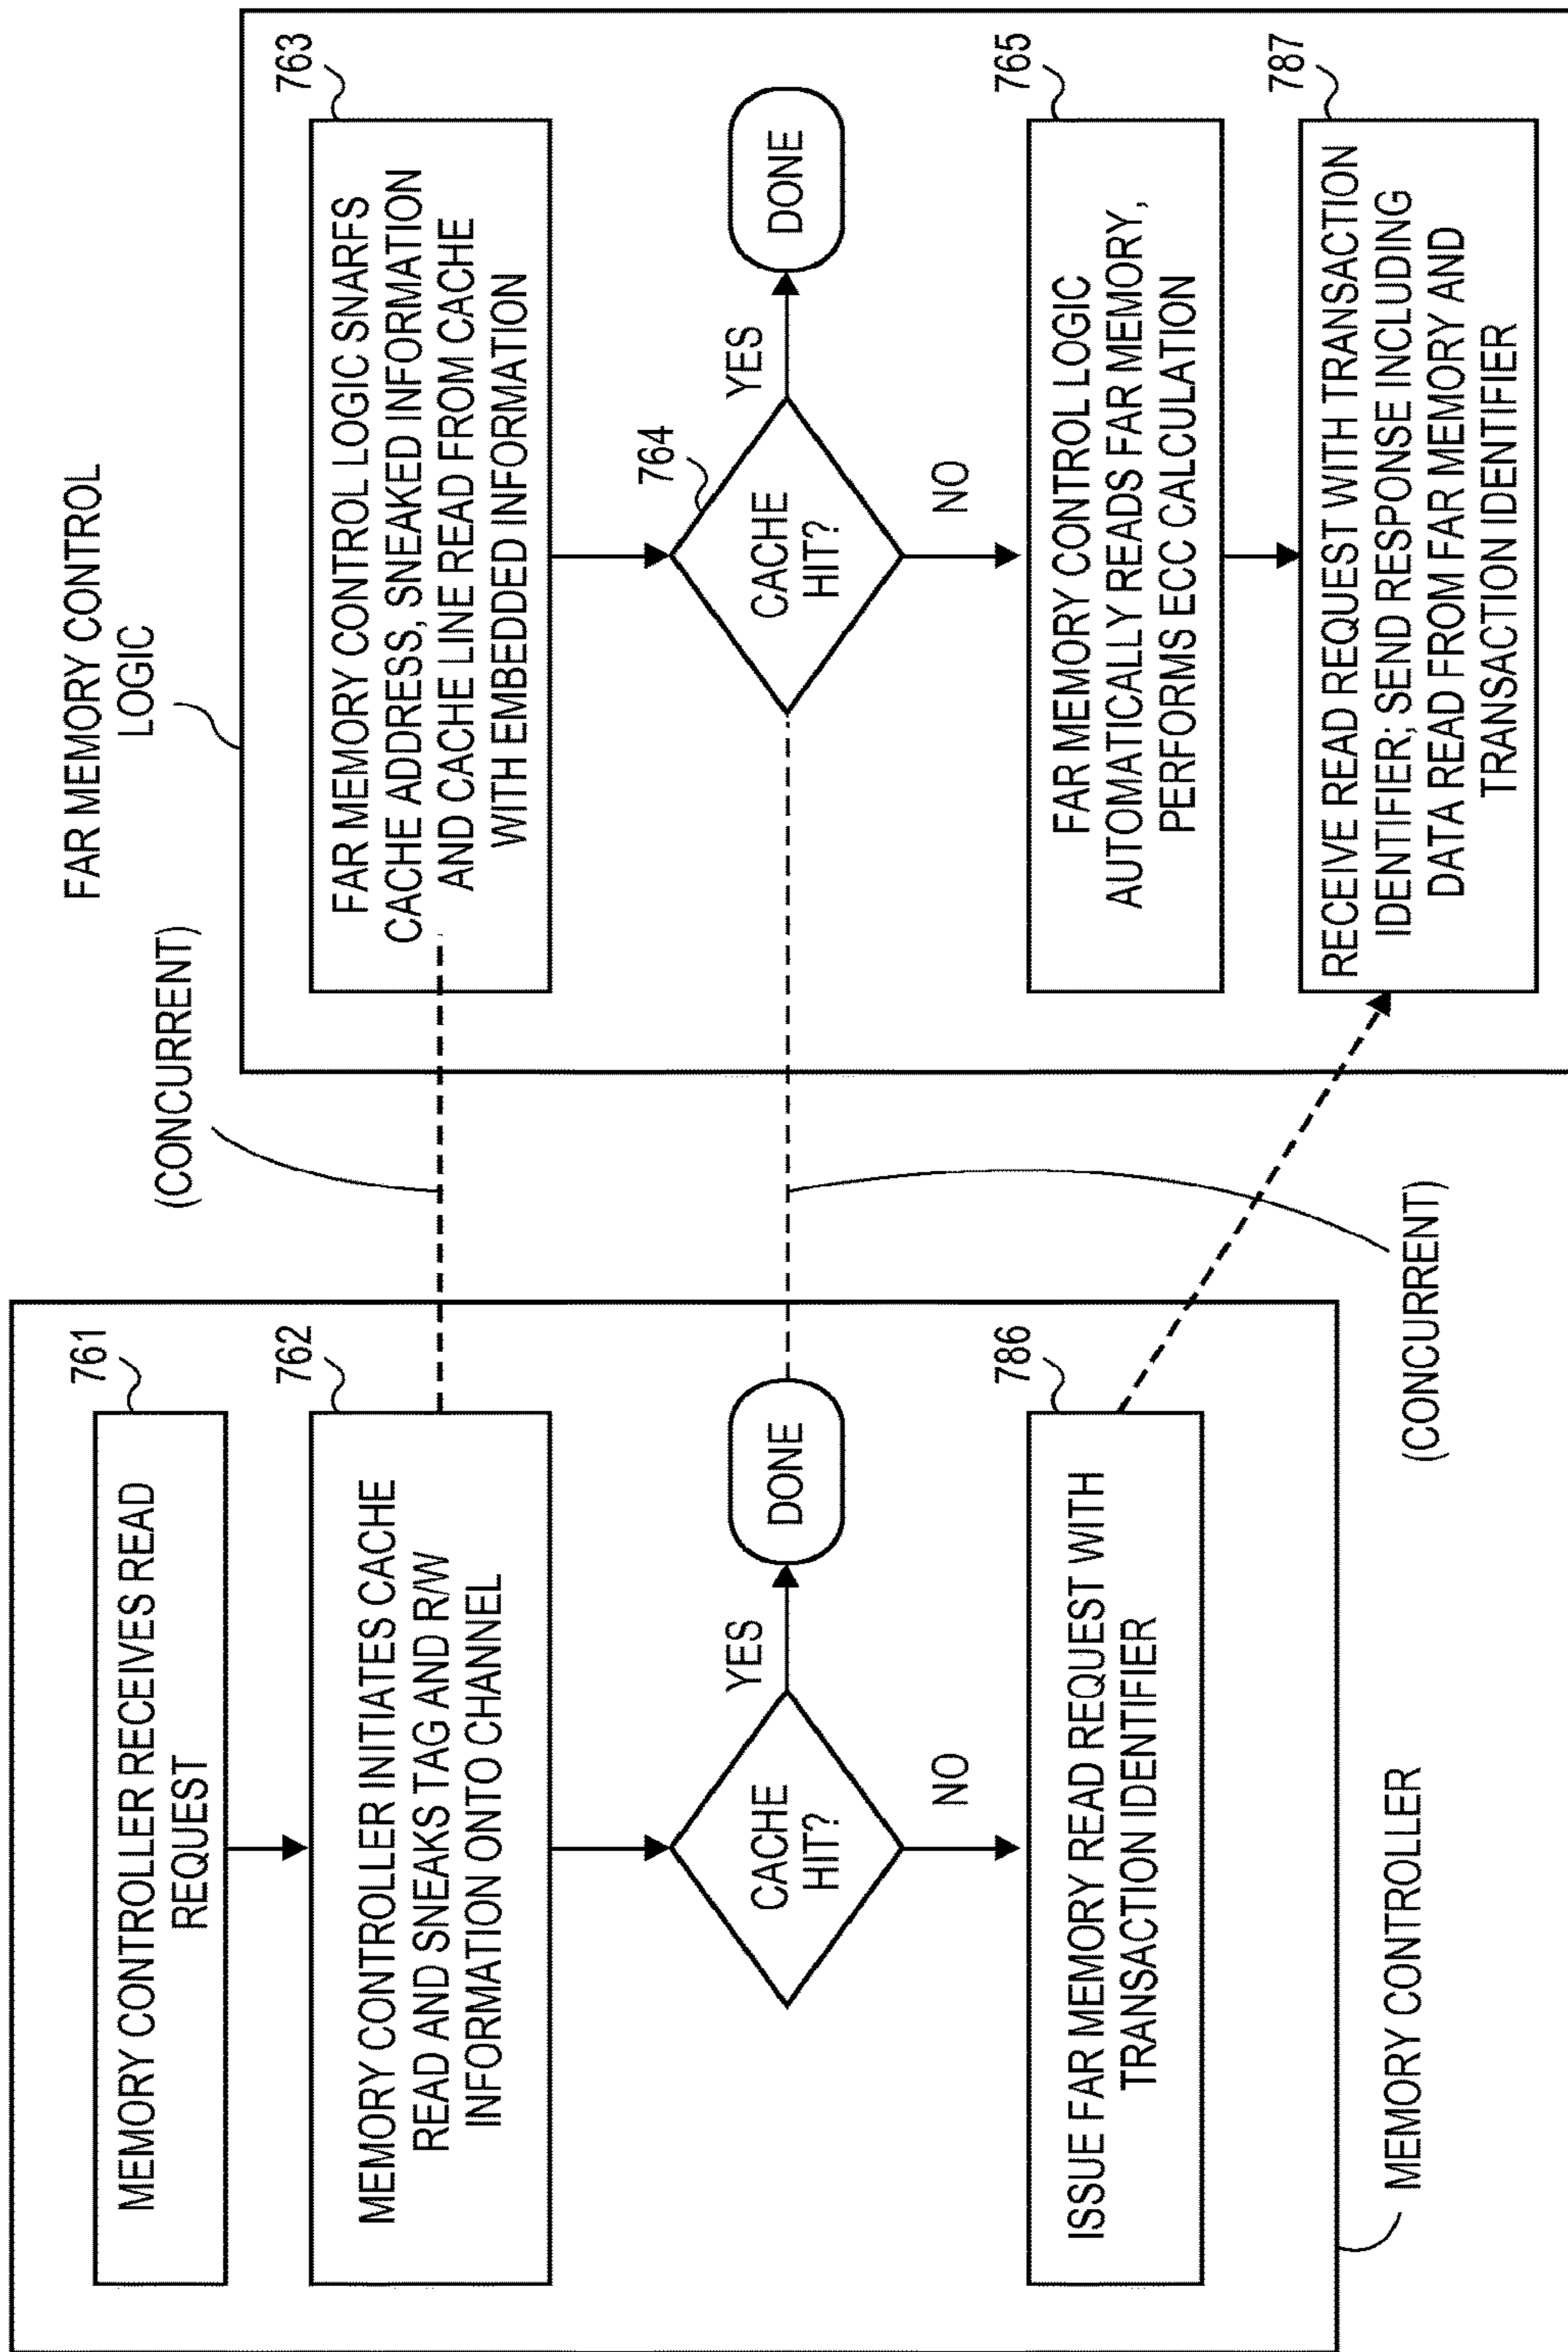 761
MEMORY CONTROLLER RECEIVES READ
REQUEST
762
MEMORY CONTROLLER INITIATES CACHE
READ AND SNEAKS TAG AND R/W
INFORMATION ONTO CHANNEL
CACHE
HIT?
YES
DONE
NO
786
ISSUE FAR MEMORY READ REQUEST WITH
TRANSACTION IDENTIFIER
MEMORY CONTROLLER
(CONCURRENT)
(CONCURRENT)
FAR MEMORY CONTROL
LOGIC
763
FAR MEMORY CONTROL LOGIC SNARFS
CACHE ADDRESS, SNEAKED INFORMATION
AND CACHE LINE READ FROM CACHE
WITH EMBEDDED INFORMATION
764
CACHE
HIT?
YES
DONE
NO
765
FAR MEMORY CONTROL LOGIC
AUTOMATICALLY READS FAR MEMORY,
PERFORMS ECC CALCULATION
787
RECEIVE READ REQUEST WITH TRANSACTION
IDENTIFIER; SEND RESPONSE INCLUDING
DATA READ FROM FAR MEMORY AND
TRANSACTION IDENTIFIER